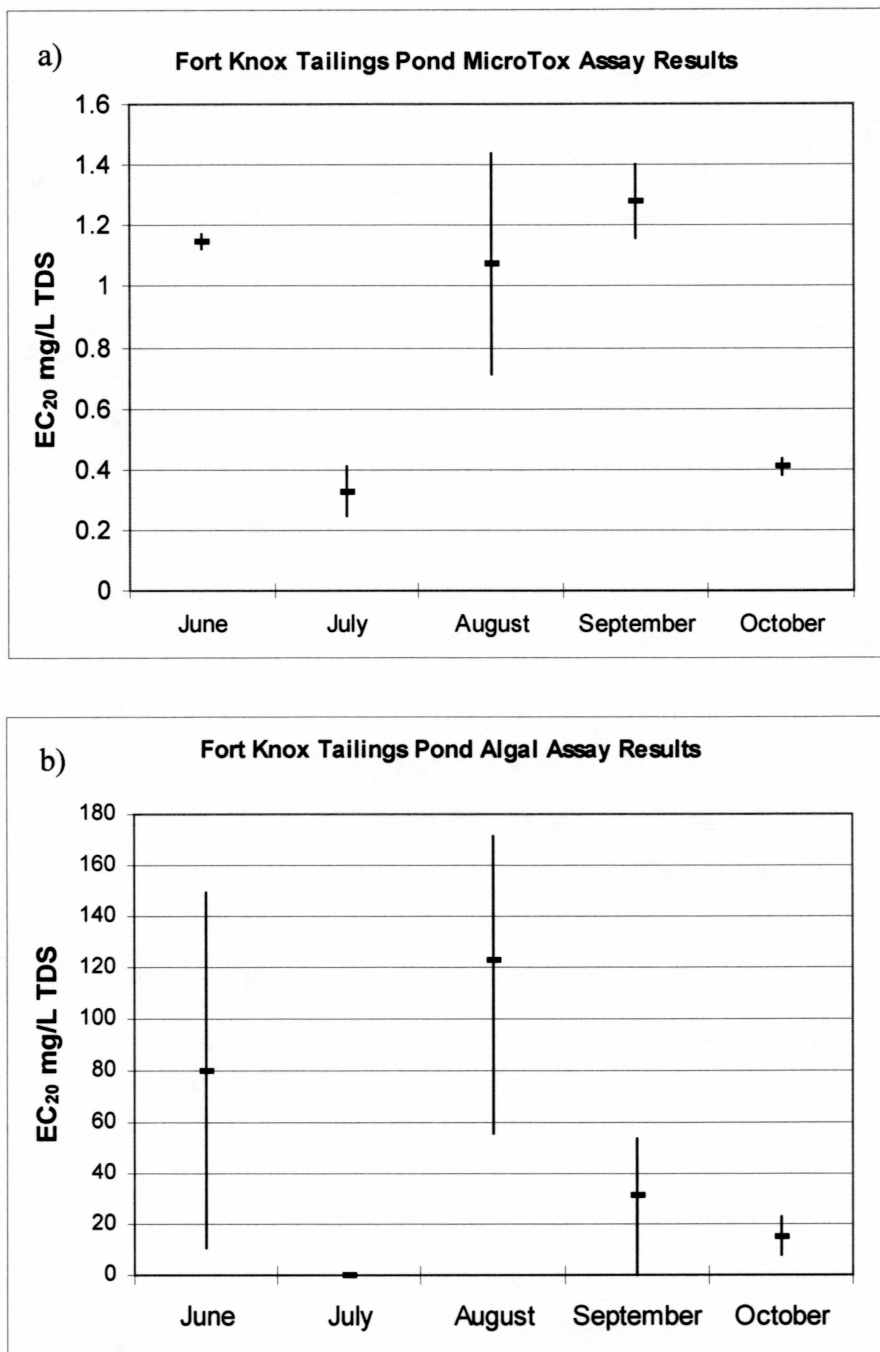 a)
Fort Knox Tailings Pond MicroTox Assay Results
EC₂₀ mg/L TDS
1.6
1.4
1.2
1
0.8
0.6
0.4
0.2
0
June July August September October
b)
Fort Knox Tailings Pond Algal Assay Results
EC₂₀ mg/L TDS
180
160
140
120
100
80
60
40
20
0
June July August September October